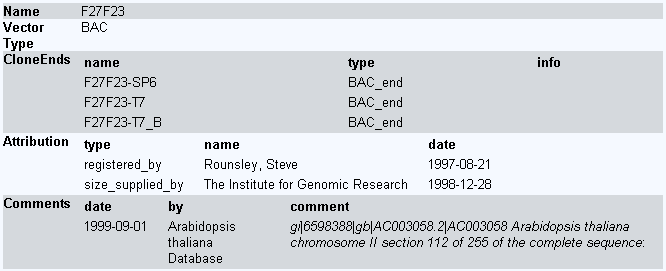 Name F27F23
Vector BAC
Type
CloneEnds name type info
F27F23-SP6 BAC_end
F27F23-T7 BAC_end
F27F23-T7_B BAC_end
Attribution type name date
registered_by Rounsley, Steve 1997-08-21
size_supplied_by The Institute for Genomic Research 1998-12-28
Comments date by comment
1999-09-01 Arabidopsis gi|6598388|gb|AC003058.2|AC003058 Arabidopsis thaliana
thaliana chromosome II section 112 of 255 of the complete sequence:
Database